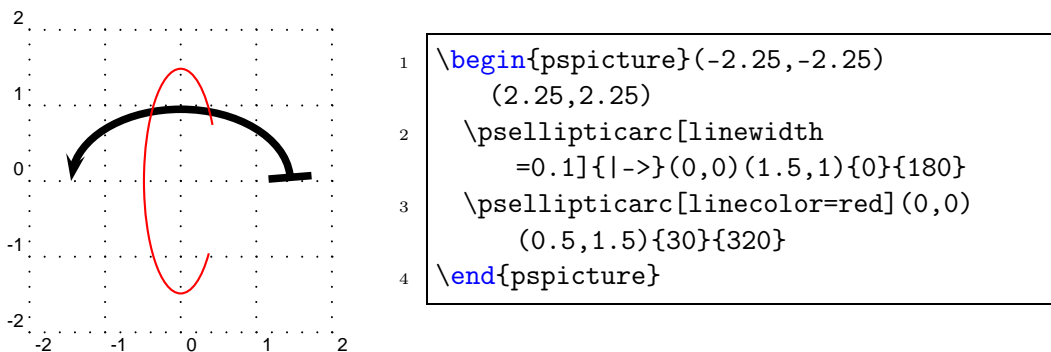 2
1
0
-1
-2
-2 -1 0 1 2
1 \begin{pspicture}(-2.25,-2.25)
(2.25,2.25)
2 \psellipticarc[linewidth
=0.1]{|->}(0,0)(1.5,1){0}{180}
3 \psellipticarc[linecolor=red](0,0)
(0.5,1.5){30}{320}
4 \end{pspicture}